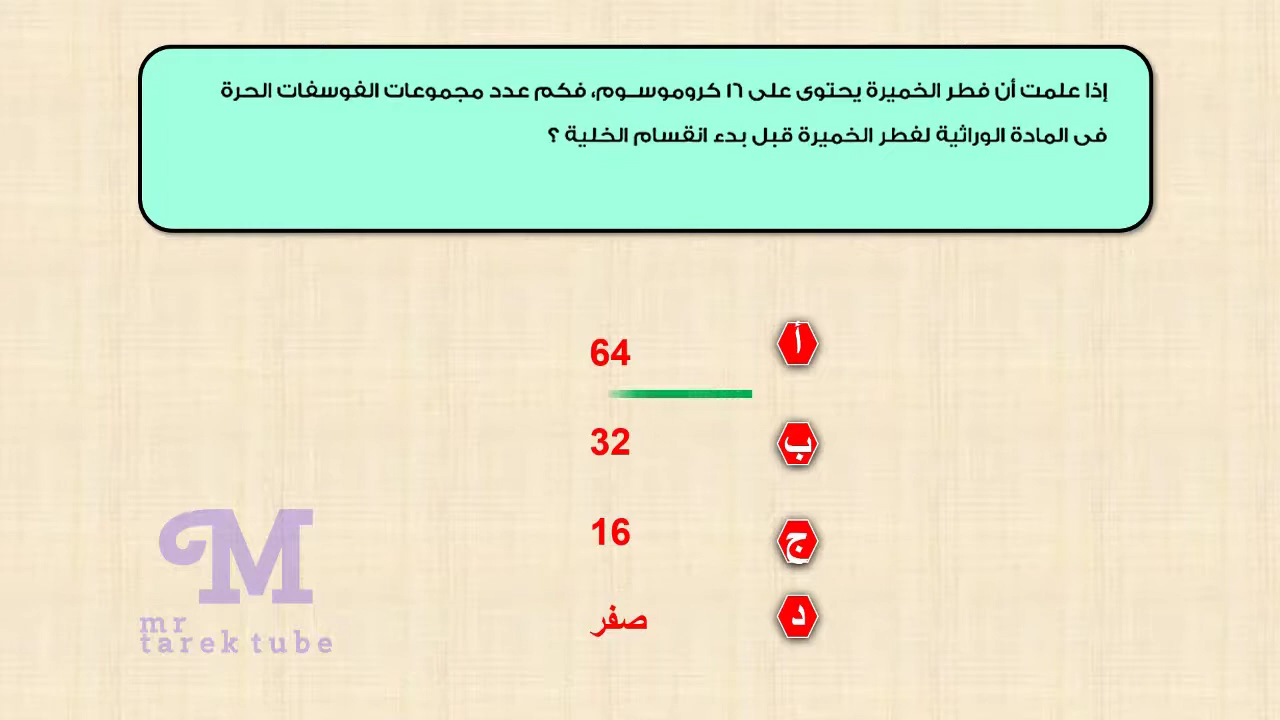 إذا علمت أن فطر الخميرة يحتوى على ١٦ كروموسـوم، فكم عدد مجموعات الفوسفات الحرة
فى المادة الوراثية لفطر الخميرة قبل بدء انقسام الخلية ؟
أ 64
ب 32
ج 16
د صفر
M
mr
tarek tube